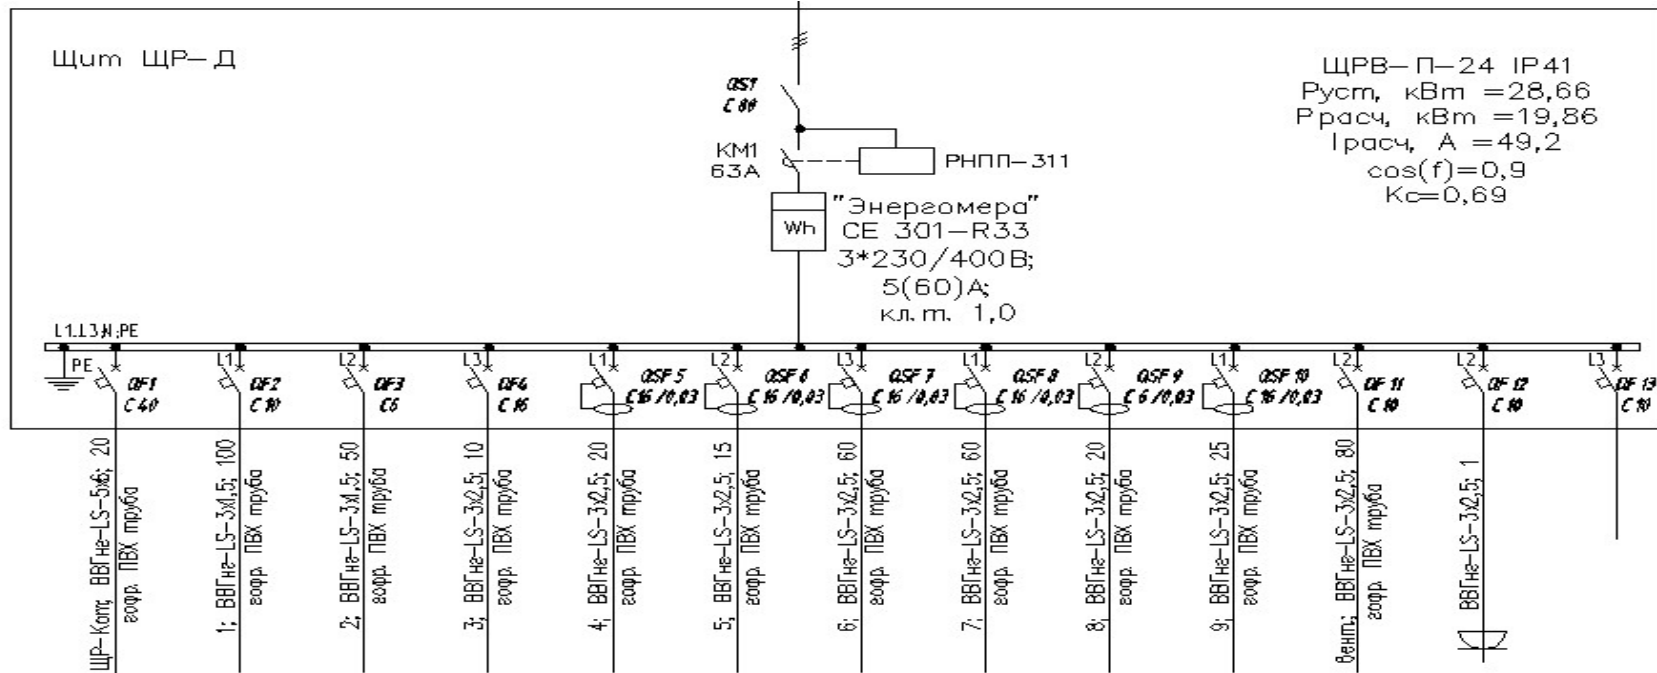 Щит ЩР-Д
QS1
C 80
KM1
63A
РНПП-311
"Энергомера"
Wh
CE 301-R33
3*230/400В;
5(60)А;
кл.т. 1,0
ЩРВ-П-24 IP41
Руст, кВт =28,66
Ррасч, кВт =19,86
Iрасч, А =49,2
cos(f)=0,9
Кс=0,69
L1..L3;N;PE
PE
QF1
C 40
L1
QF2
C 10
L2
QF3
C6
L3
QF4
C 16
L1
QSF 5
C 16 /0,03
L2
QSF 6
C 16 /0,03
L3
QSF 7
C 16 /0,03
L1
QSF 8
C 16 /0,03
L2
QSF 9
C 6 /0,03
L1
QSF 10
C 16 /0,03
L2
QF 11
C 10
L2
QF 12
C 10
L3
QF 13
C 10
ЩР-Кот; ВВГнг-LS-5х6; 20
гофр. ПВХ труба
1; ВВГнг-LS-3х1,5; 100
гофр. ПВХ труба
2; ВВГнг-LS-3х1,5; 50
гофр. ПВХ труба
3; ВВГнг-LS-3х2,5; 10
гофр. ПВХ труба
4; ВВГнг-LS-3х2,5; 20
гофр. ПВХ труба
5; ВВГнг-LS-3х2,5; 15
гофр. ПВХ труба
6; ВВГнг-LS-3х2,5; 60
гофр. ПВХ труба
7; ВВГнг-LS-3х2,5; 60
гофр. ПВХ труба
8; ВВГнг-LS-3х2,5; 20
гофр. ПВХ труба
9; ВВГнг-LS-3х2,5; 25
гофр. ПВХ труба
Вент.; ВВГнг-LS-3х2,5; 80
гофр. ПВХ труба
ВВГнг-LS-3х2,5; 1